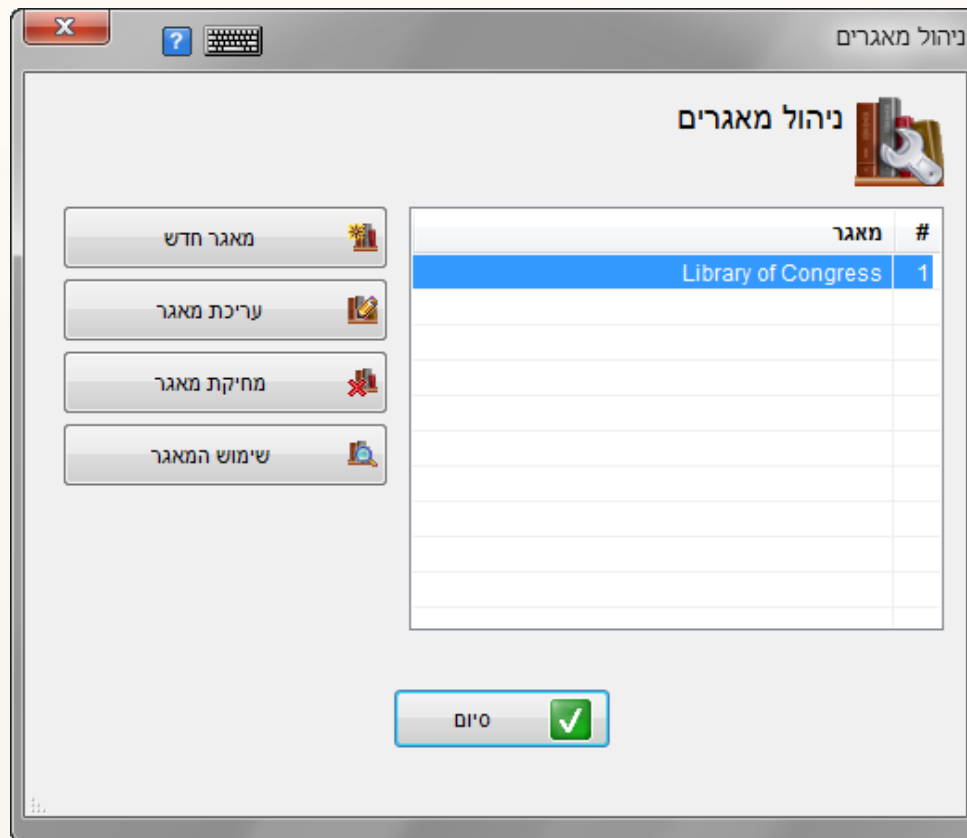 ניהול מאגרים
?
ניהול מאגרים
# מאגר
1 Library of Congress
מאגר חדש
עריכת מאגר
מחיקת מאגר
שימוש המאגר
סיום